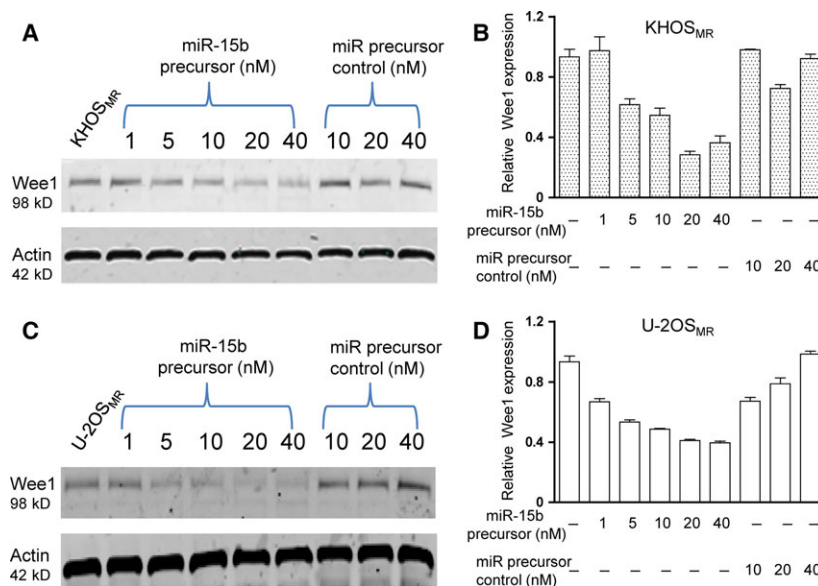 A
miR-15b
precursor (nM)
miR precursor
control (nM)
KHOSMR
1 5 10 20 40 10 20 40
Wee1
98 kD
Actin
42 kD
B
KHOSMR
Relative Wee1 expression
1.2
0.8
0.4
0
miR-15b
precursor (nM)
– 1 5 10 20 40 – – –
miR precursor
control (nM)
– – – – – – 10 20 40
C
miR-15b
precursor (nM)
miR precursor
control (nM)
U-2OSMR
1 5 10 20 40 10 20 40
Wee1
98 kD
Actin
42 kD
D
U-2OSMR
Relative Wee1 expression
1.2
0.8
0.4
0
miR-15b
precursor (nM)
– 1 5 10 20 40 – – –
miR precursor
control (nM)
– – – – – – 10 20 40